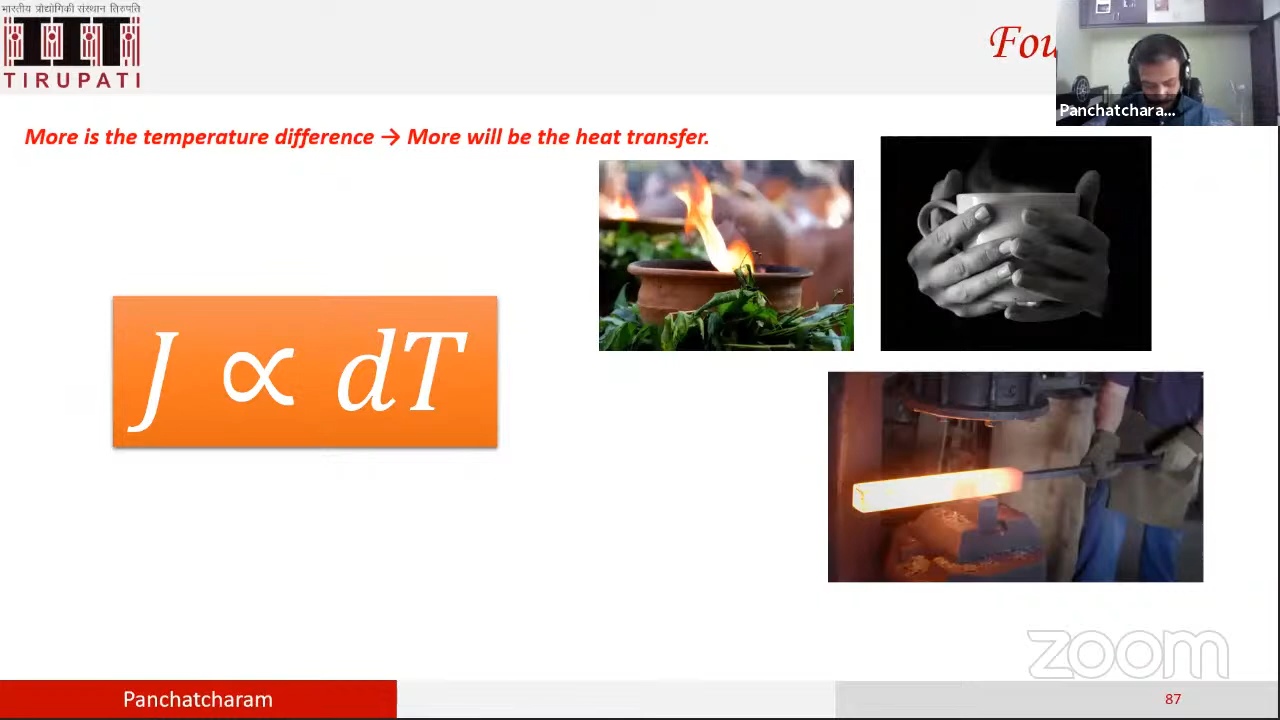 भारतीय प्रौद्योगिकी संस्थान तिरुपति
TIRUPATI
Fou
Panchatchara...
More is the temperature difference → More will be the heat transfer.
J ∝ dT
zoom
Panchatcharam
87